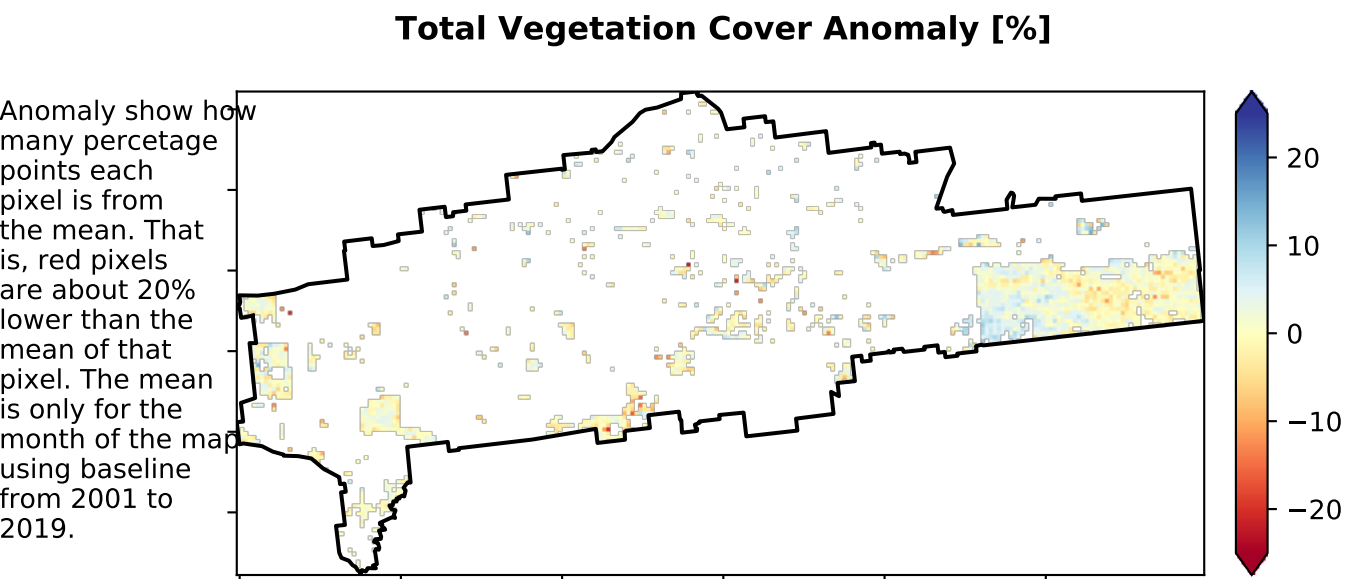 Total Vegetation Cover Anomaly [%]
Anomaly show how
many percetage
points each
pixel is from
the mean. That
is, red pixels
are about 20%
lower than the
mean of that
pixel. The mean
is only for the
month of the map
using baseline
from 2001 to
2019.
20
10
0
−10
−20